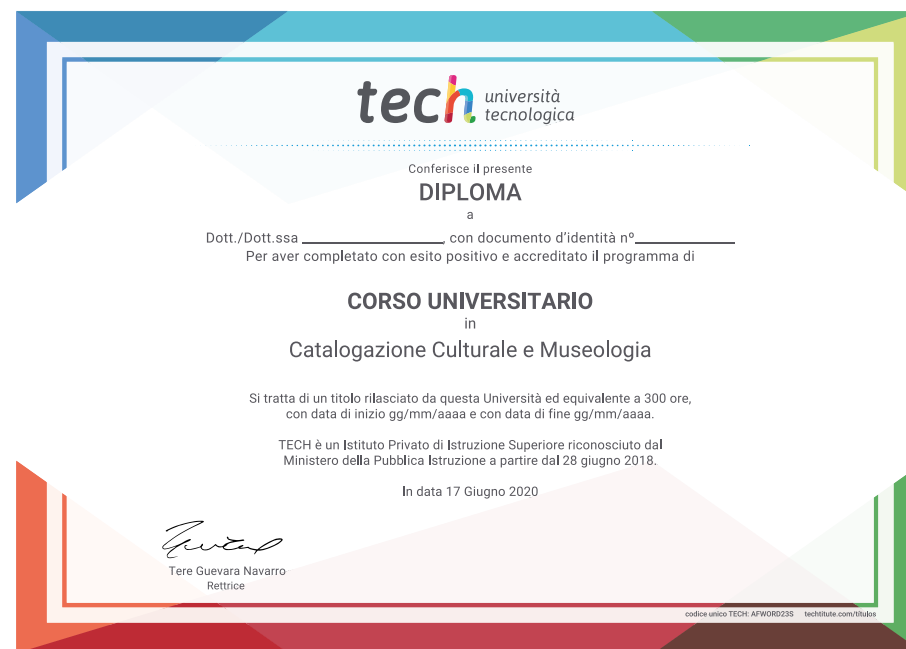 tech università
tecnologica
Conferisce il presente
DIPLOMA
a
Dott./Dott.ssa ____________________, con documento d'identità nº______________
Per aver completato con esito positivo e accreditato il programma di
CORSO UNIVERSITARIO
in
Catalogazione Culturale e Museologia
Si tratta di un titolo rilasciato da questa Università ed equivalente a 300 ore,
con data di inizio gg/mm/aaaa e con data di fine gg/mm/aaaa.
TECH è un Istituto Privato di Istruzione Superiore riconosciuto dal
Ministero della Pubblica Istruzione a partire dal 28 giugno 2018.
In data 17 Giugno 2020
Tere Guevara Navarro
Rettrice
codice unico TECH: AFWORD23S techtitute.com/titulos